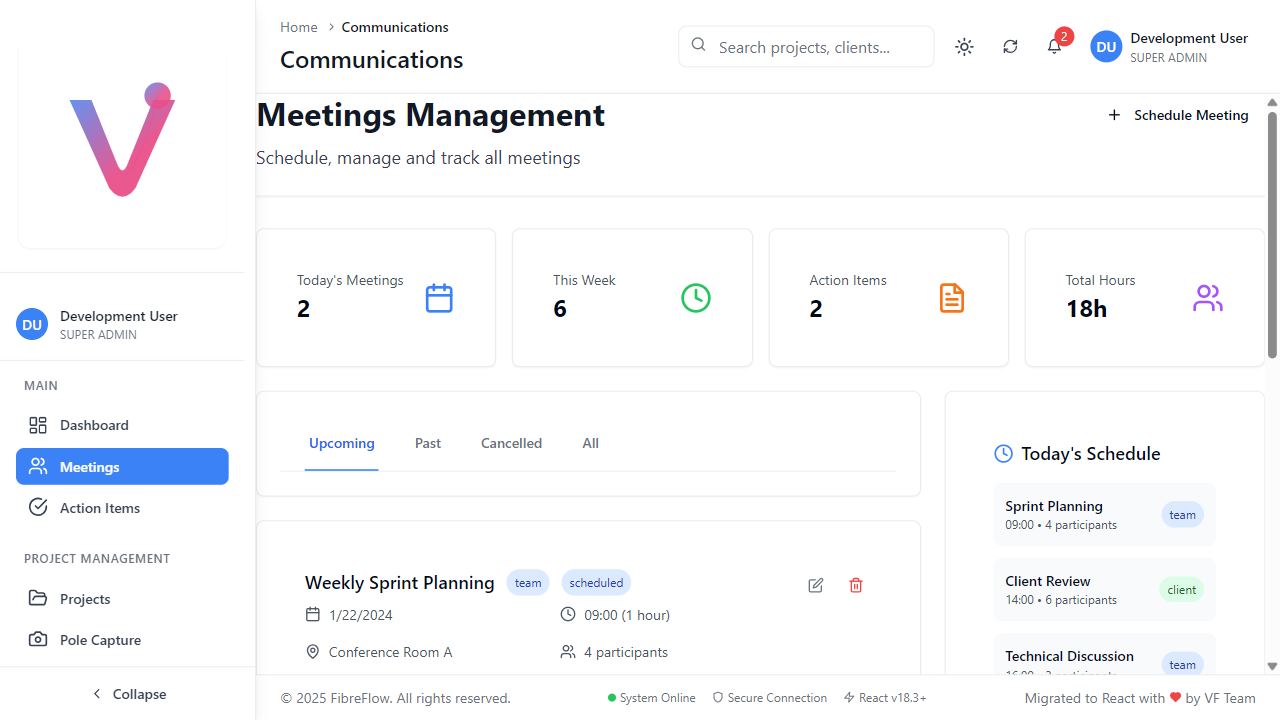 Home > Communications
Communications
Search projects, clients...
2
DU
Development User
SUPER ADMIN
DU
Development User
SUPER ADMIN
MAIN
Dashboard
Meetings
Action Items
PROJECT MANAGEMENT
Projects
Pole Capture
Collapse
Meetings Management
Schedule, manage and track all meetings
+ Schedule Meeting
Today's Meetings
2
This Week
6
Action Items
2
Total Hours
18h
Upcoming Past Cancelled All
Weekly Sprint Planning team scheduled
1/22/2024
09:00 (1 hour)
Conference Room A
4 participants
Today's Schedule
Sprint Planning
09:00 • 4 participants
team
Client Review
14:00 • 6 participants
client
Technical Discussion
team
© 2025 FibreFlow. All rights reserved.
System Online
Secure Connection
React v18.3+
Migrated to React with ❤ by VF Team